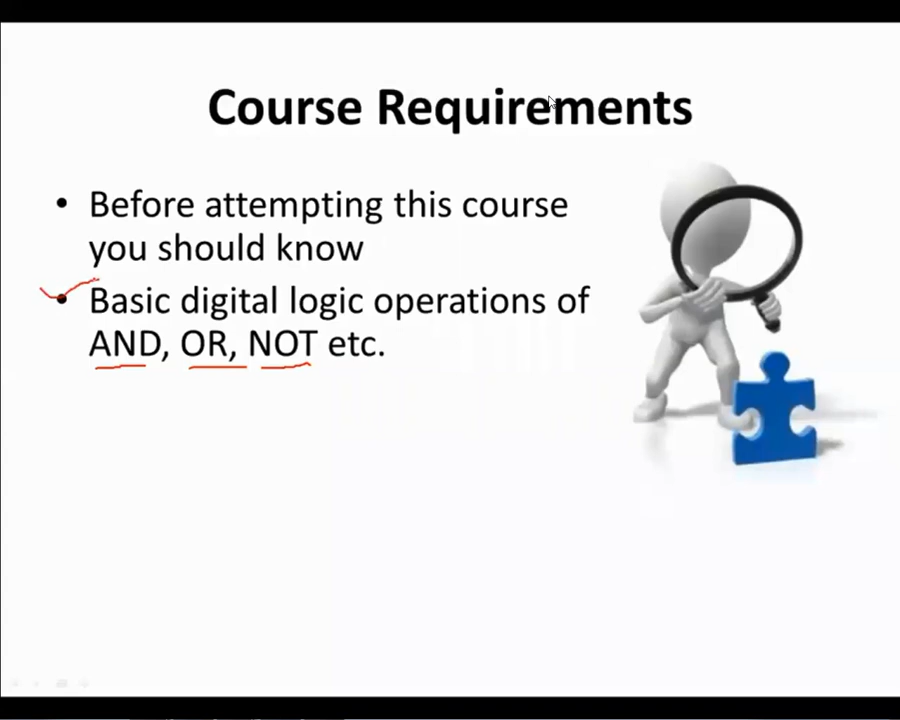 Course Requirements
• Before attempting this course
you should know
• Basic digital logic operations of
AND, OR, NOT etc.